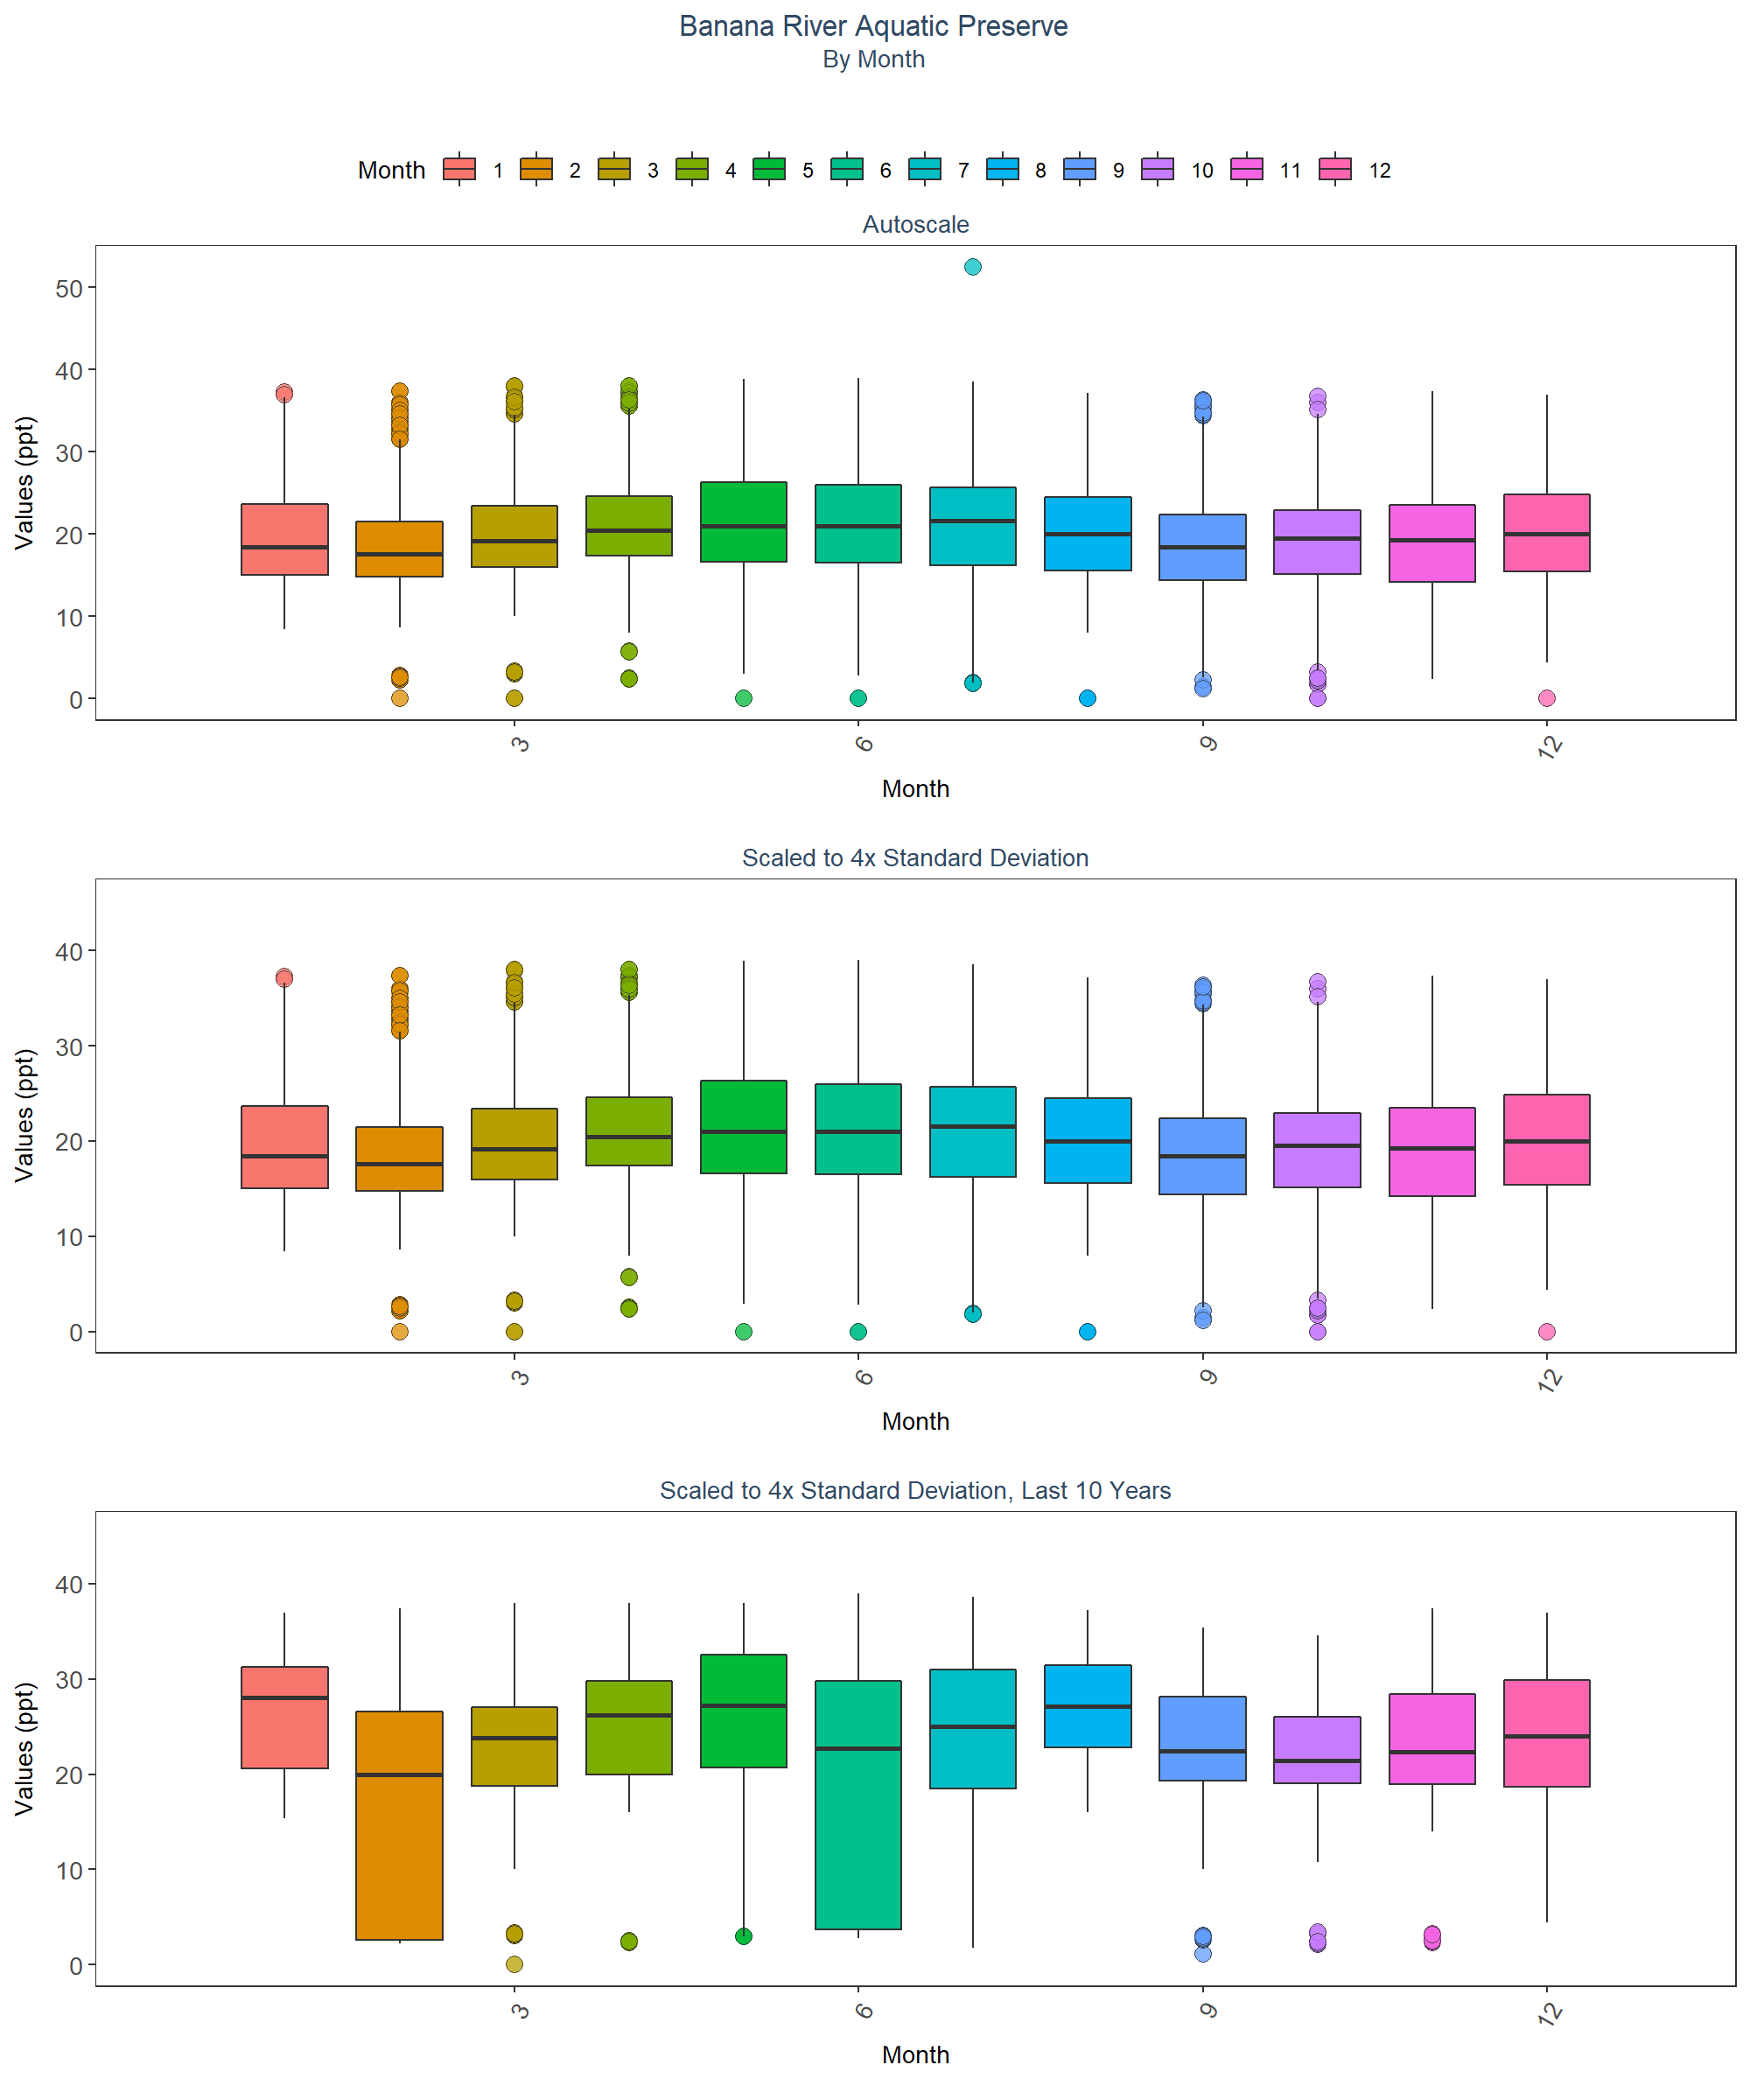 Banana River Aquatic Preserve
By Month
Month 1 2 3 4 5 6 7 8 9 10 11 12
Autoscale
Values (ppt)
50
40
30
20
10
0
3 6 9 12
Month
Scaled to 4x Standard Deviation
Values (ppt)
40
30
20
10
0
3 6 9 12
Month
Scaled to 4x Standard Deviation, Last 10 Years
Values (ppt)
40
30
20
10
0
3 6 9 12
Month